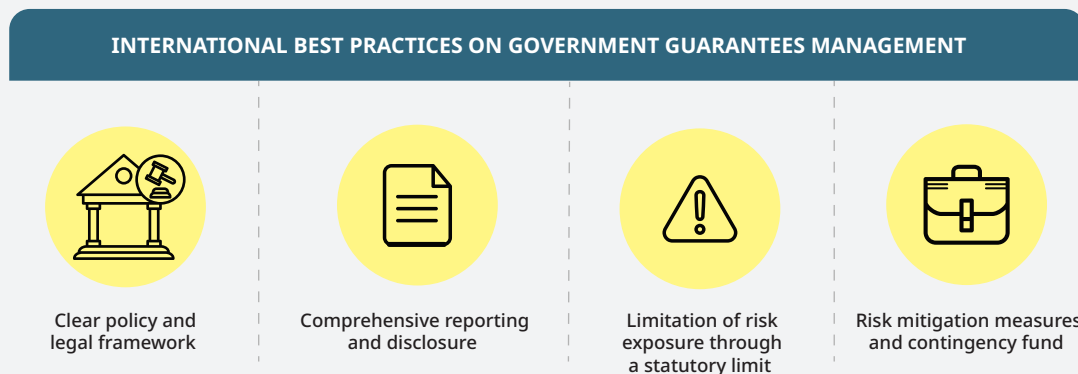 INTERNATIONAL BEST PRACTICES ON GOVERNMENT GUARANTEES MANAGEMENT
Clear policy and
legal framework
Comprehensive reporting
and disclosure
Limitation of risk
exposure through
a statutory limit
Risk mitigation measures
and contingency fund